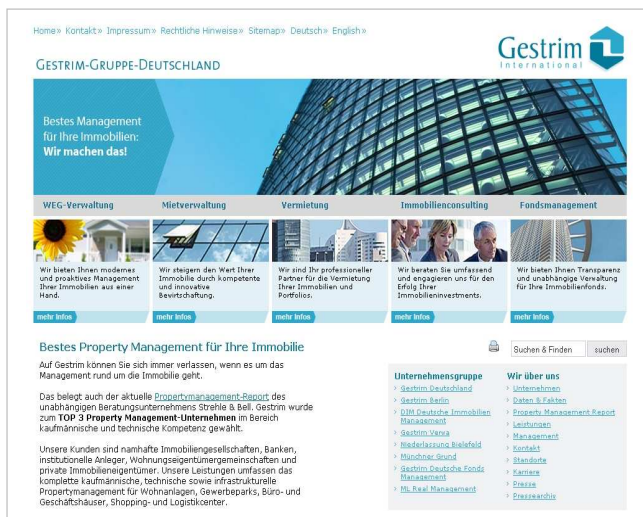 Home» Kontakt» Impressum» Rechtliche Hinweise» Sitemap» Deutsch» English»
Gestrim
International
GESTRIM-GRUPPE-DEUTSCHLAND
Bestes Management
für Ihre Immobilien:
Wir machen das!
WEG-Verwaltung
Mietverwaltung
Vermietung
Immobilienconsulting
Fondsmanagement
Wir bieten Ihnen modernes
und proaktives Management
Ihrer Immobilien aus einer
Hand.
mehr Infos
Wir steigern den Wert Ihrer
Immobilie durch kompetente
und innovative
Bewirtschaftung.
mehr Infos
Wir sind Ihr professioneller
Partner für die Vermietung
Ihrer Immobilien und
Portfolios.
mehr Infos
Wir beraten Sie umfassend
und engagieren uns für den
Erfolg Ihrer
Immobilieninvestments.
mehr Infos
Wir bieten Ihnen Transparenz
und unabhängige Verwaltung
für Ihre Immobilienfonds.
mehr Infos
Bestes Property Management für Ihre Immobilie
Auf Gestrim können Sie sich immer verlassen, wenn es um das
Management rund um die Immobilie geht.
Das belegt auch der aktuelle Propertymanagement-Report des
unabhängigen Beratungsunternehmens Strehle & Bell. Gestrim wurde
zum TOP 3 Property Management-Unternehmen im Bereich
kaufmännische und technische Kompetenz gewählt.
Unsere Kunden sind namhafte Immobiliengesellschaften, Banken,
institutionelle Anleger, Wohnungseigentümergemeinschaften und
private Immobilieneigentümer. Unsere Leistungen umfassen das
komplette kaufmännische, technische sowie infrastrukturelle
Propertymanagement für Wohnanlagen, Gewerbeparks, Büro- und
Geschäftshäuser, Shopping- und Logistikcenter.
Suchen & Finden
suchen
Unternehmensgruppe
› Gestrim Deutschland
› Gestrim Berlin
› DIM Deutsche Immobilien
Management
› Gestrim Verxa
› Niederlassung Bielefeld
› Münchner Grund
› Gestrim Deutsche Fonds
Management
› ML Real Management
Wir über uns
› Unternehmen
› Daten & Fakten
› Property Management Report
› Leistungen
› Management
› Kontakt
› Standorte
› Karriere
› Presse
› Pressearchiv